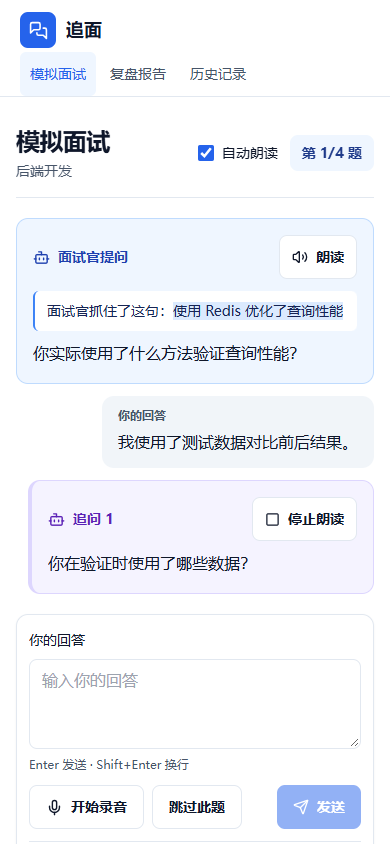 追面
模拟面试 复盘报告 历史记录
模拟面试
后端开发
自动朗读
第 1/4 题
面试官提问
朗读
面试官抓住了这句：使用 Redis 优化了查询性能
你实际使用了什么方法验证查询性能？
你的回答
我使用了测试数据对比前后结果。
追问 1
停止朗读
你在验证时使用了哪些数据？
你的回答
输入你的回答
Enter 发送 · Shift+Enter 换行
开始录音 跳过此题 发送